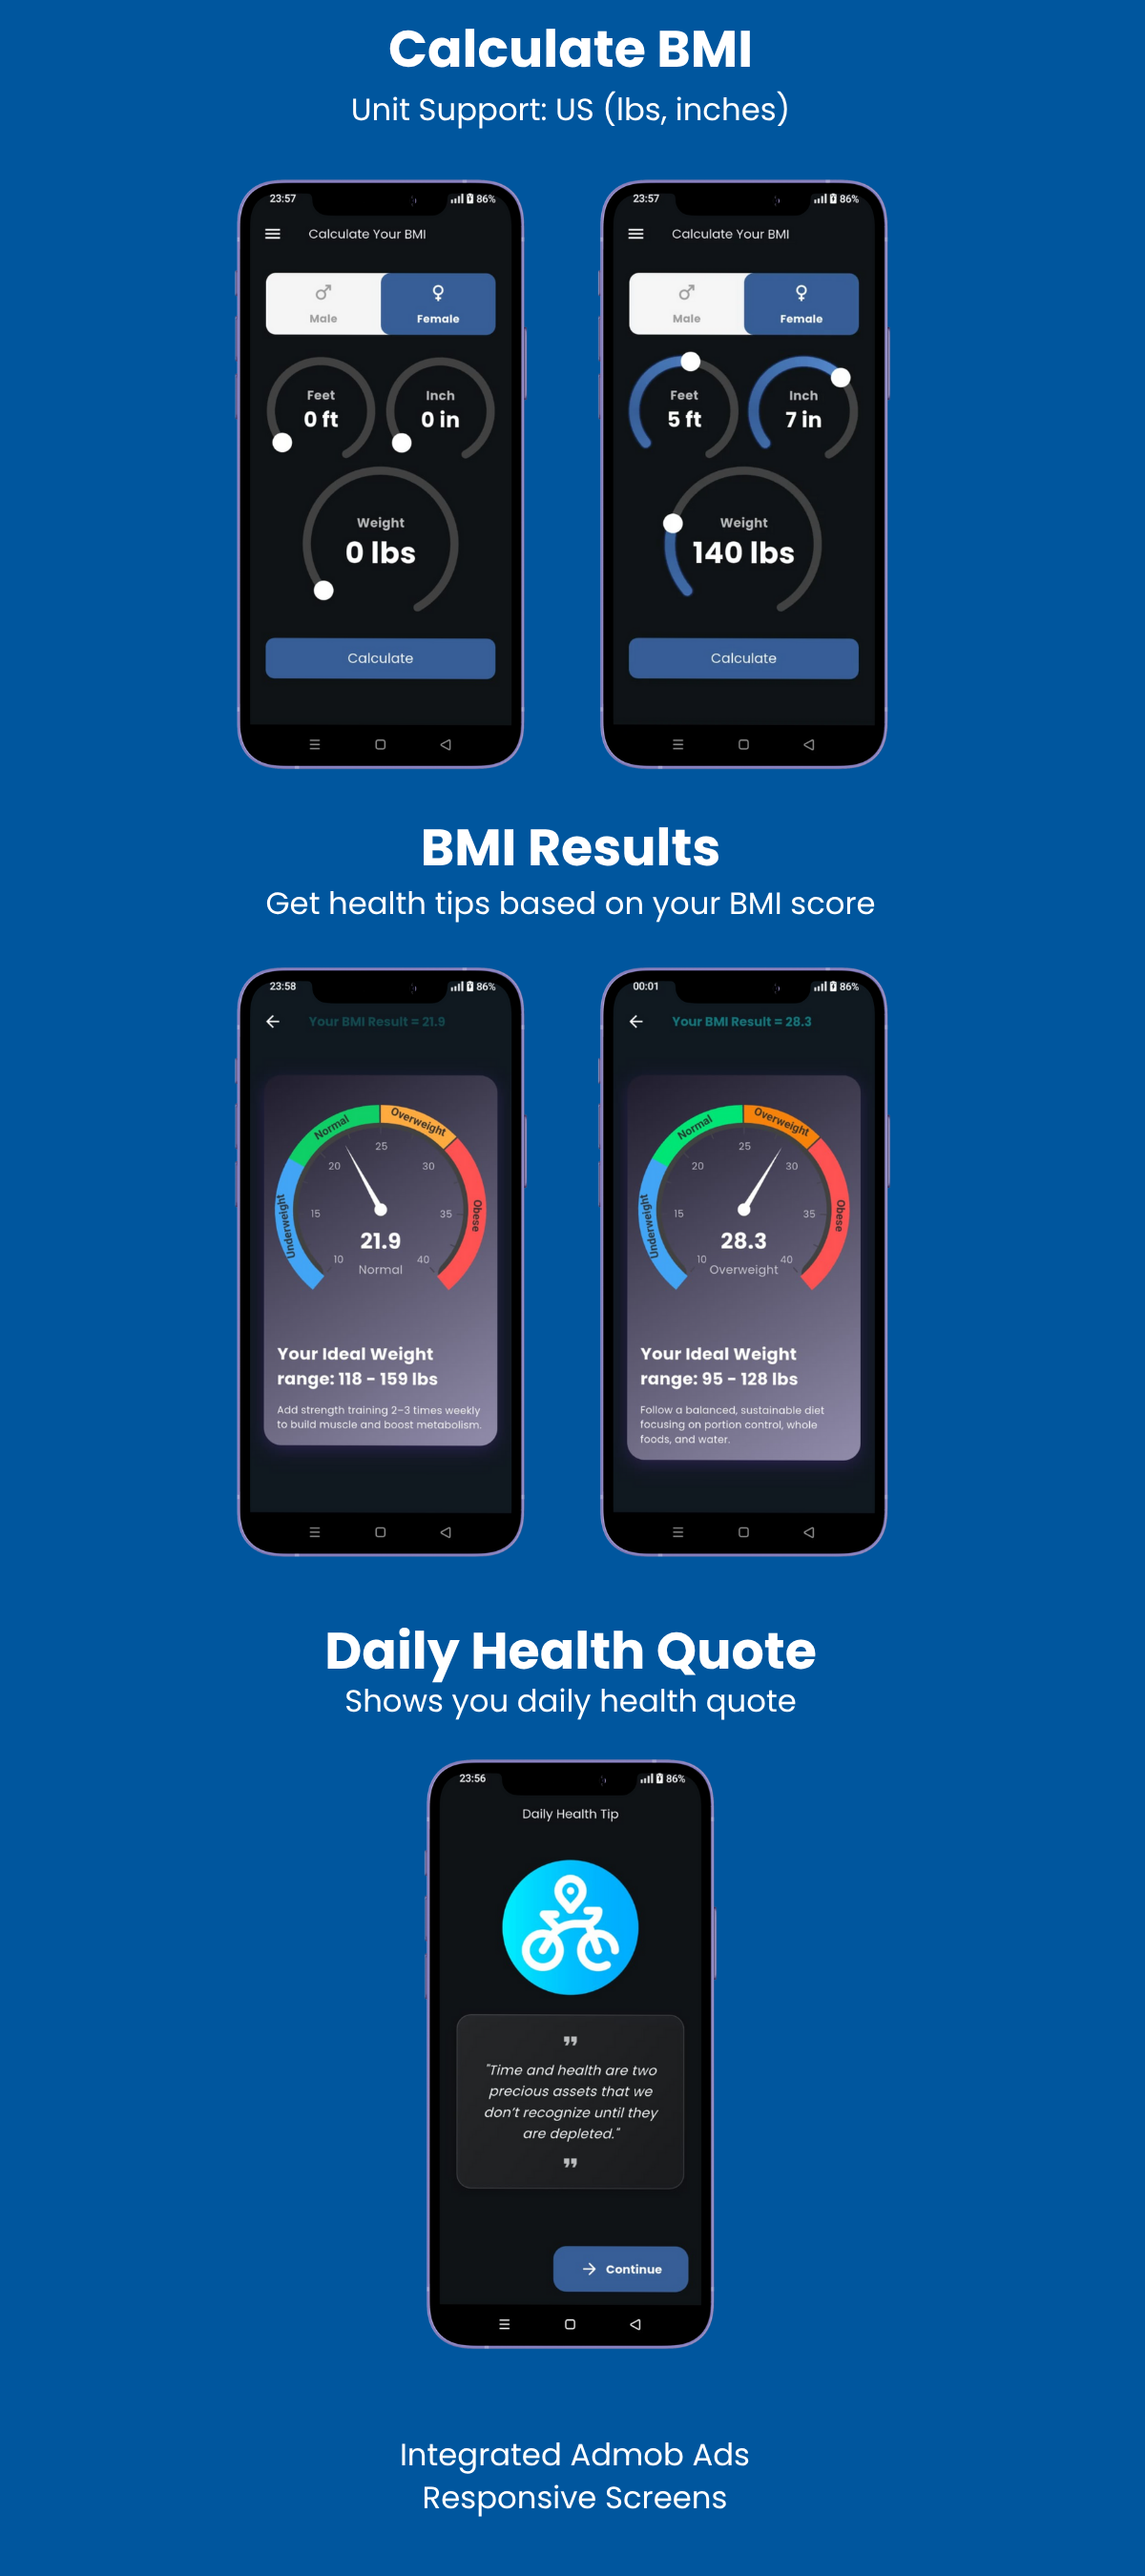 Calculate BMI
Unit Support: US (lbs, inches)
23:57
86%
Calculate Your BMI
Male
Female
Feet
0 ft
Inch
0 in
Weight
0 lbs
Calculate
23:57
86%
Calculate Your BMI
Male
Female
Feet
5 ft
Inch
7 in
Weight
140 lbs
Calculate
BMI Results
Get health tips based on your BMI score
23:58
86%
Your BMI Result = 21.9
Underweight
Normal
Overweight
Obese
10
15
20
25
30
35
40
21.9
Normal
Your Ideal Weight
range: 118 - 159 lbs
Add strength training 2–3 times weekly
to build muscle and boost metabolism.
00:01
86%
Your BMI Result = 28.3
Underweight
Normal
Overweight
Obese
10
15
20
25
30
35
40
28.3
Overweight
Your Ideal Weight
range: 95 - 128 lbs
Follow a balanced, sustainable diet
focusing on portion control, whole
foods, and water.
Daily Health Quote
Shows you daily health quote
23:56
86%
Daily Health Tip
"Time and health are two
precious assets that we
don't recognize until they
are depleted."
Continue
Integrated Admob Ads
Responsive Screens